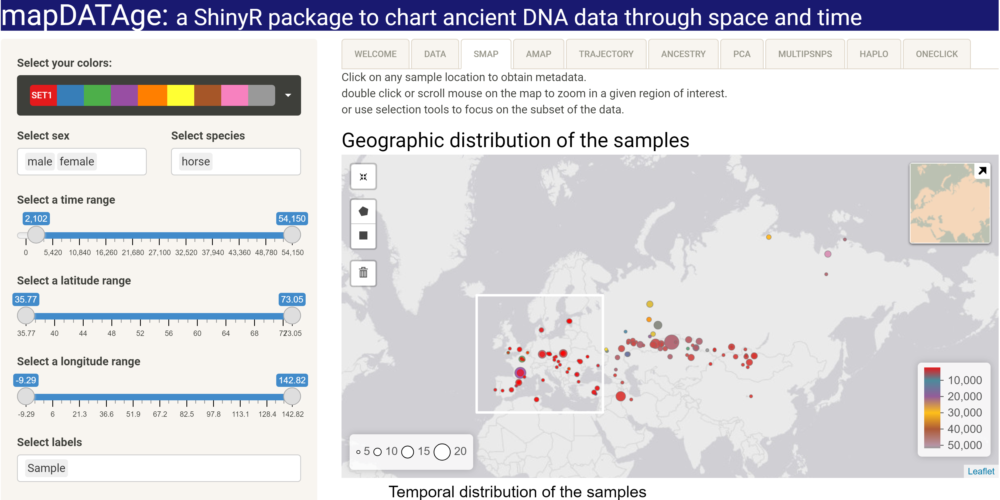 mapDATAge: a ShinyR package to chart ancient DNA data through space and time
WELCOME DATA SMAP AMAP TRAJECTORY ANCESTRY PCA MULTIPSNPS HAPLO ONECLICK
Select your colors:
SET1
Select sex
Select species
male female
horse
Select a time range
2,102 54,150
0 5,420 10,840 16,260 21,680 27,100 32,520 37,940 43,360 48,780 54,150
Select a latitude range
35.77 73.05
35.77 40 44 48 52 56 60 64 68 72 73.05
Select a longitude range
-9.29 142.82
-9.29 6 21.3 36.6 51.9 67.2 82.5 97.8 113.1 128.4 142.82
Select labels
Sample
Click on any sample location to obtain metadata.
double click or scroll mouse on the map to zoom in a given region of interest.
or use selection tools to focus on the subset of the data.
Geographic distribution of the samples
10,000
20,000
30,000
40,000
50,000
5 10 15 20
Leaflet
Temporal distribution of the samples